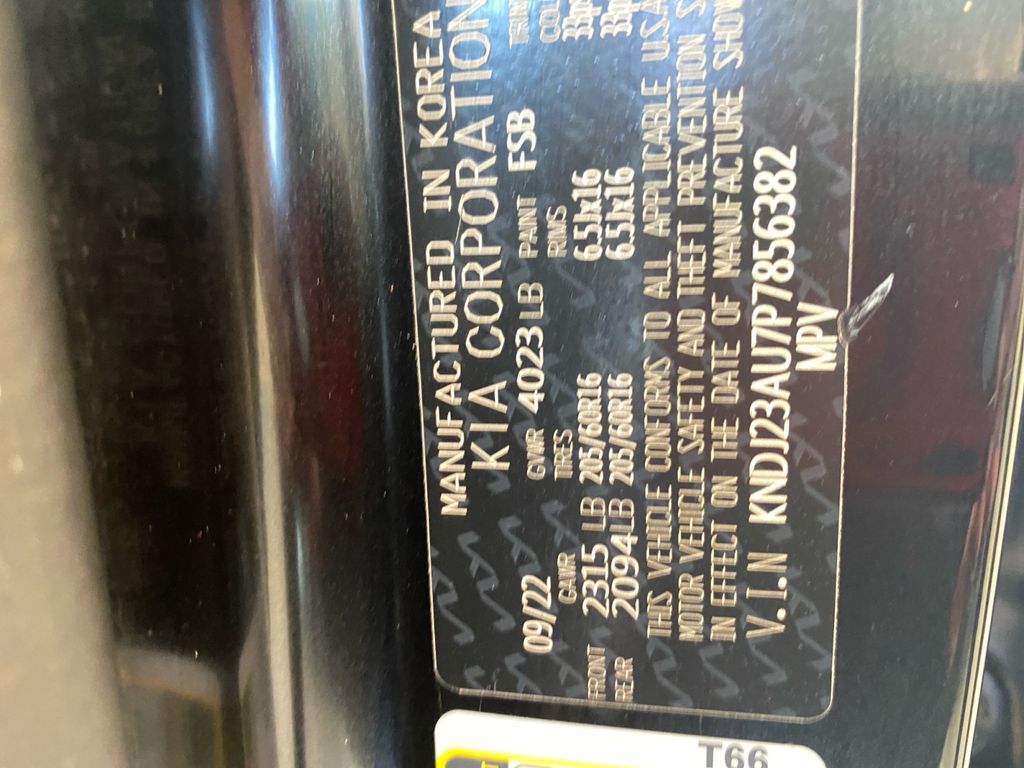 MANUFACTURED IN KOREA
KIA CORPORATION
09/22 GVWR 4023 LB PAINT FSB
GAWR TIRES RIMS
FRONT 2315 LB 205/60R16 6.5Jx16
REAR 2094 LB 205/60R16 6.5Jx16
THIS VEHICLE CONFORMS TO ALL APPLICABLE U.S.A
MOTOR VEHICLE SAFETY AND THEFT PREVENTION
IN EFFECT ON THE DATE OF MANUFACTURE
V.I.N KNDJ23AU7P7856382
MPV
T66